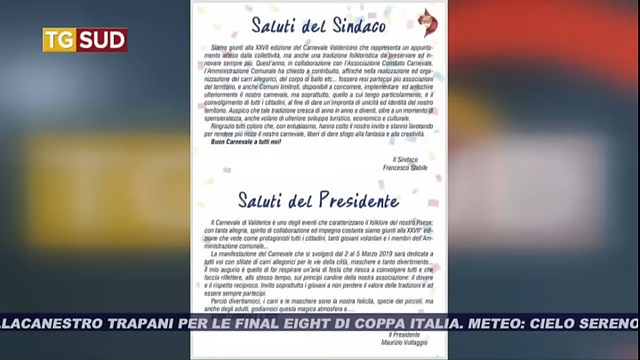 TG SUD
Saluti del Sindaco
Siamo giunti alla XXVII edizione del Carnevale Valdericino che rappresenta un appunta-
mento atteso dalla collettività, ma anche una tradizione folkloristica da preservare ed in-
novare sempre più. Quest'anno, in collaborazione con l'Associazione Comitato Carnevale,
l'Amministrazione Comunale ha chiesto e contribuito, affinché nella realizzazione ed orga-
nizzazione dei carri allegorici, del corpo di ballo etc... fossero resi partecipi più associazioni
del territorio, e anche Comuni limitrofi, disponibili a concorrere, implementare ed arricchire
ulteriormente il nostro carnevale, ma soprattutto, quello a cui tengo particolarmente, è il
coinvolgimento di tutti i cittadini, al fine di dare un'impronta di unicità ed identità del nostro
territorio. Auspico che tale tradizione cresca di anno in anno e diventi, oltre a un momento di
spensieratezza, anche volano di ulteriore sviluppo turistico, economico e culturale.
Ringrazio tutti coloro che, con entusiasmo, hanno colto il nostro invito e stanno lavorando
per rendere più ricco il nostro carnevale, liberi di dare sfogo alla fantasia e alla creatività.
Buon Carnevale a tutti noi!
Il Sindaco
Francesco Stabile
Saluti del Presidente
Il Carnevale di Valderice è uno degli eventi che caratterizzano il folklore del nostro Paese;
con tanta allegria, spirito di collaborazione ed impegno costante siamo giunti alla XXVII° edi-
zione che vede come protagonisti tutti i cittadini, tanti giovani volontari e i membri dell'Am-
ministrazione comunale...
La manifestazione del Carnevale che si svolgerà dal 2 al 5 Marzo 2019 sarà dedicata a
tutti voi con sfilate di carri allegorici per le vie della città, maschere e tanto divertimento...
Il mio augurio è quello di far respirare un'aria di festa che riesca a coinvolgere tutti e che
faccia riflettere, allo stesso tempo, sui principi cardine della nostra associazione: il dovere
e il rispetto reciproco. Invito soprattutto i giovani a non perdere il valore delle tradizioni e ad
essere sempre partecipi.
Perciò divertiamoci, i carri e le maschere sono la nostra felicità, specie dei piccoli, ma
anche degli adulti, godiamoci questa magica atmosfera e....
Il Presidente
Maurizio Vultaggio
LLACANESTRO TRAPANI PER LE FINAL EIGHT DI COPPA ITALIA. METEO: CIELO SERENO